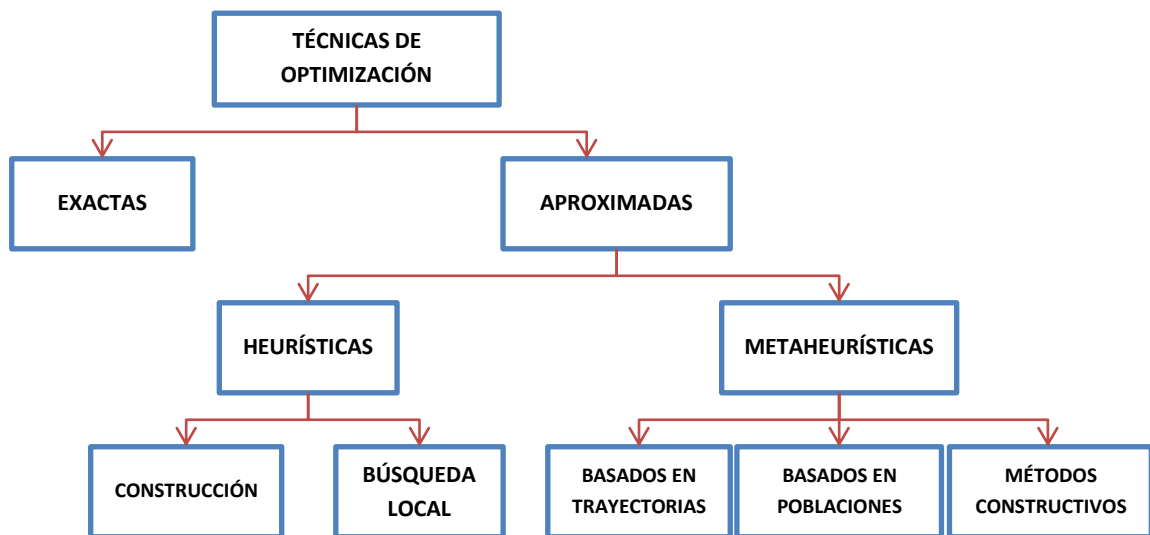 TÉCNICAS DE
OPTIMIZACIÓN
EXACTAS
APROXIMADAS
HEURÍSTICAS
METAHEURÍSTICAS
CONSTRUCCIÓN
BÚSQUEDA
LOCAL
BASADOS EN
TRAYECTORIAS
BASADOS EN
POBLACIONES
MÉTODOS
CONSTRUCTIVOS